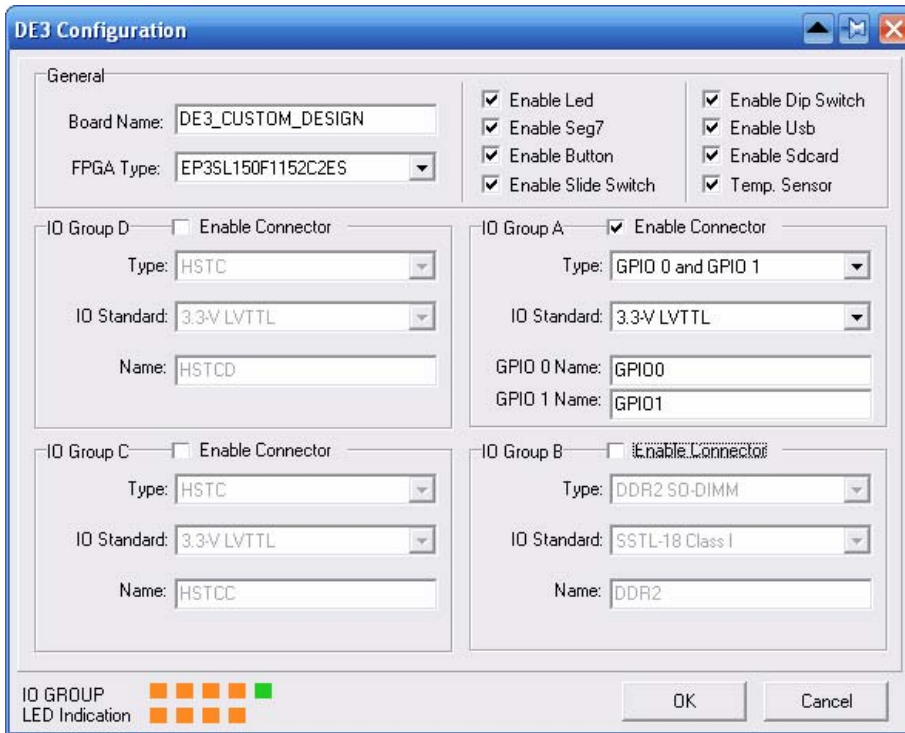 DE3 Configuration
General
Board Name: DE3_CUSTOM_DESIGN
FPGA Type: EP3SL150F1152C2ES
Enable Led
Enable Seg7
Enable Button
Enable Slide Switch
Enable Dip Switch
Enable Usb
Enable Sdcard
Temp. Sensor
IO Group D Enable Connector
Type: HSTC
IO Standard: 3.3-V LVTTL
Name: HSTCD
IO Group A Enable Connector
Type: GPIO 0 and GPIO 1
IO Standard: 3.3-V LVTTL
GPIO 0 Name: GPIO0
GPIO 1 Name: GPIO1
IO Group C Enable Connector
Type: HSTC
IO Standard: 3.3-V LVTTL
Name: HSTCC
IO Group B Enable Connector
Type: DDR2 SO-DIMM
IO Standard: SSTL-18 Class I
Name: DDR2
IO GROUP
LED Indication
OK
Cancel